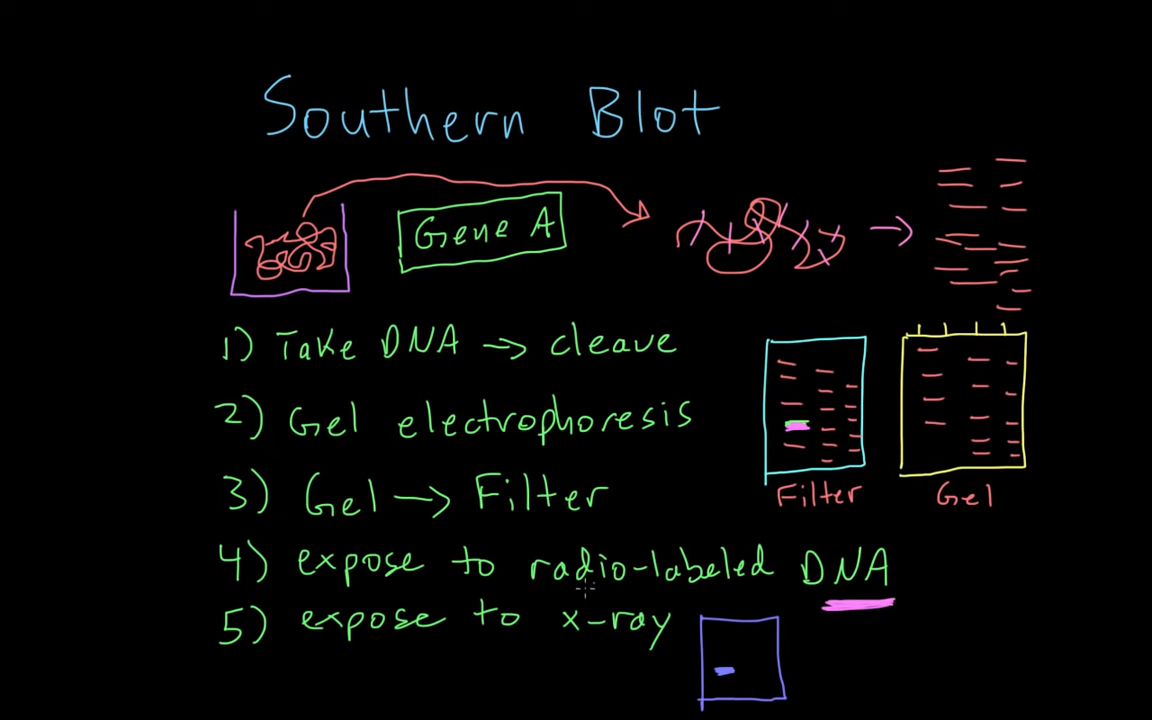 Southern Blot
Gene A
1) Take DNA → cleave
2) Gel electrophoresis
3) Gel → Filter
Filter
Gel
4) expose to radio-labeled DNA
5) expose to x-ray